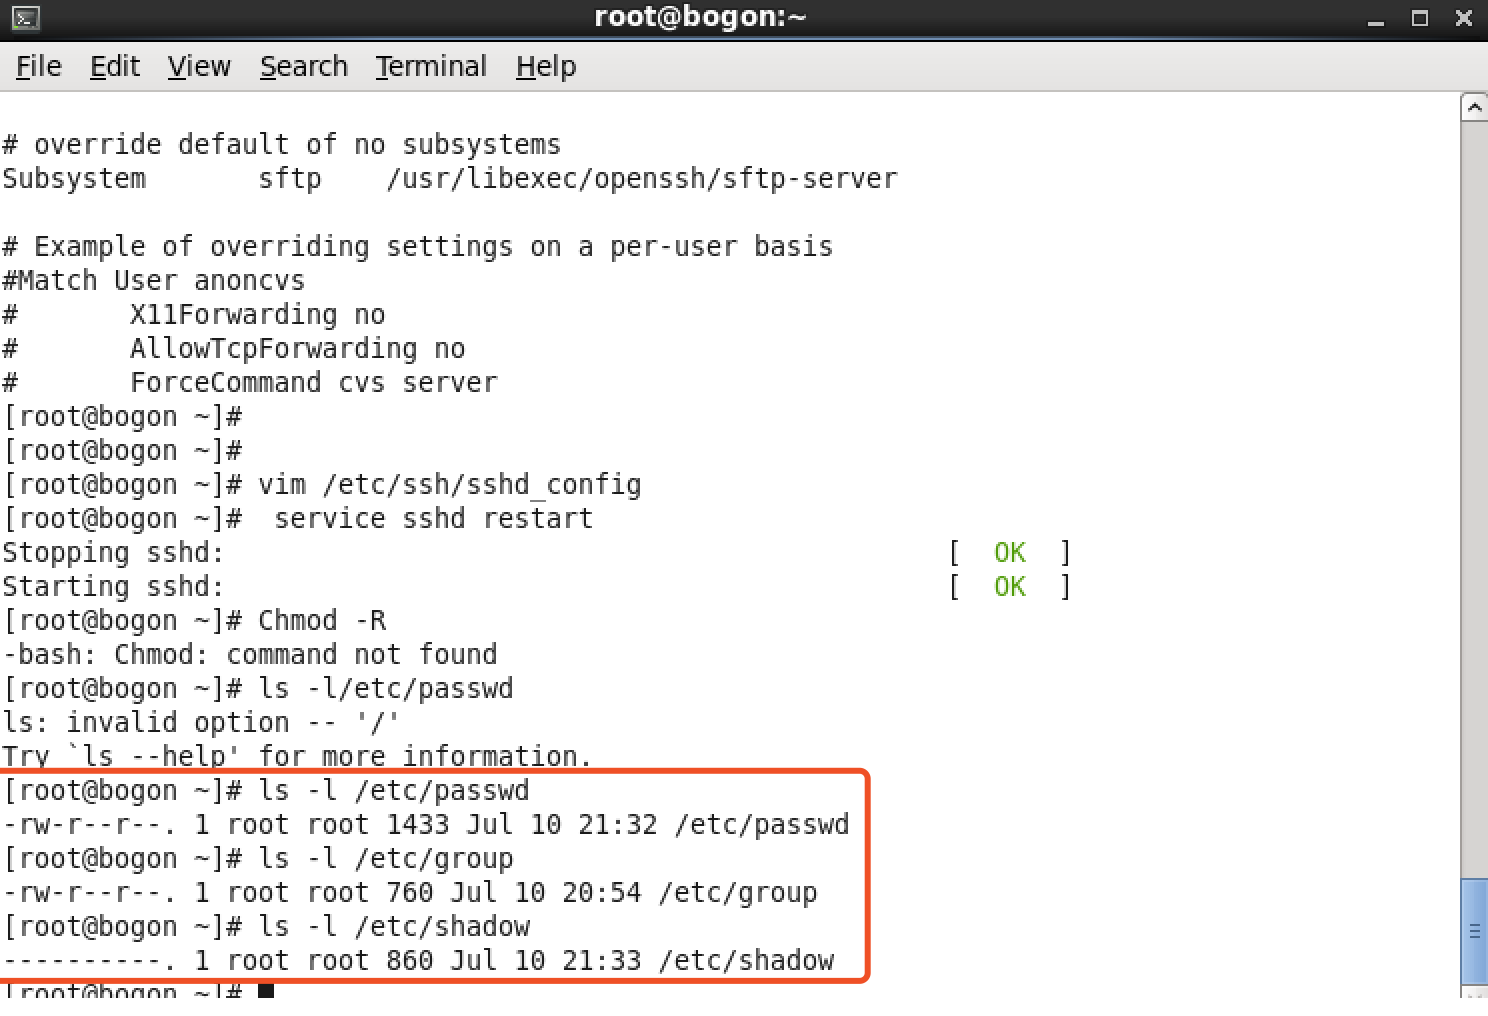 root@bogon:~
File Edit View Search Terminal Help
# override default of no subsystems
Subsystem       sftp    /usr/libexec/openssh/sftp-server
# Example of overriding settings on a per-user basis
#Match User anoncvs
#       X11Forwarding no
#       AllowTcpForwarding no
#       ForceCommand cvs server
[root@bogon ~]#
[root@bogon ~]#
[root@bogon ~]# vim /etc/ssh/sshd_config
[root@bogon ~]#  service sshd restart
Stopping sshd:                                             [  OK  ]
Starting sshd:                                             [  OK  ]
[root@bogon ~]# Chmod -R
-bash: Chmod: command not found
[root@bogon ~]# ls -l/etc/passwd
ls: invalid option -- '/'
Try `ls --help' for more information.
[root@bogon ~]# ls -l /etc/passwd
-rw-r--r--. 1 root root 1433 Jul 10 21:32 /etc/passwd
[root@bogon ~]# ls -l /etc/group
-rw-r--r--. 1 root root 760 Jul 10 20:54 /etc/group
[root@bogon ~]# ls -l /etc/shadow
----------. 1 root root 860 Jul 10 21:33 /etc/shadow
[root@bogon ~]#